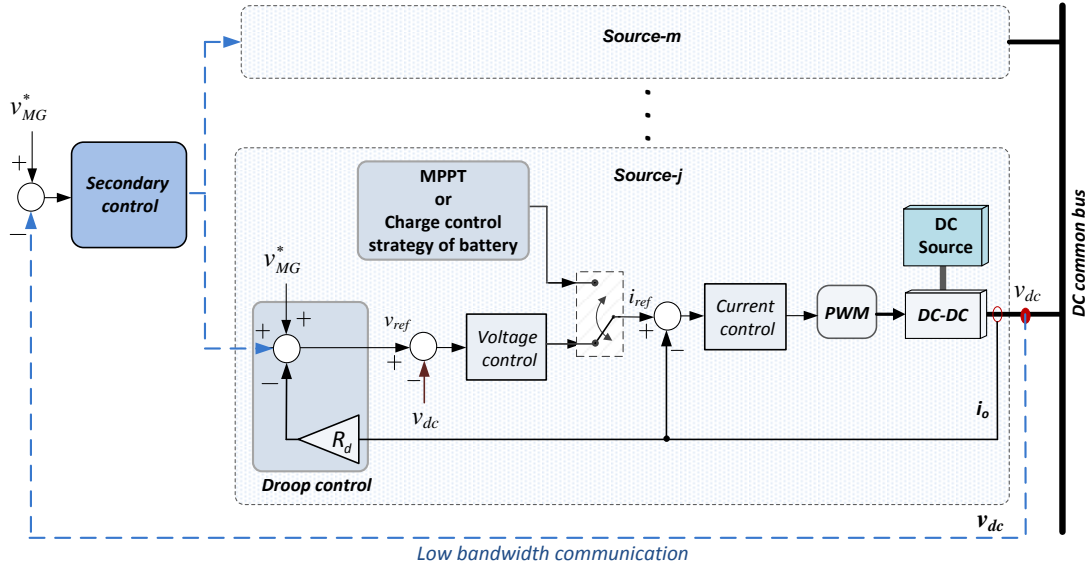 Source-m
v*MG
+
−
Secondary
control
Source-j
MPPT
or
Charge control
strategy of battery
DC
Source
DC common bus
v*MG
+
+
−
vref
+
−
vdc
Voltage
control
iref
+
−
Current
control
PWM
DC-DC
vdc
io
Rd
Droop control
vdc
Low bandwidth communication